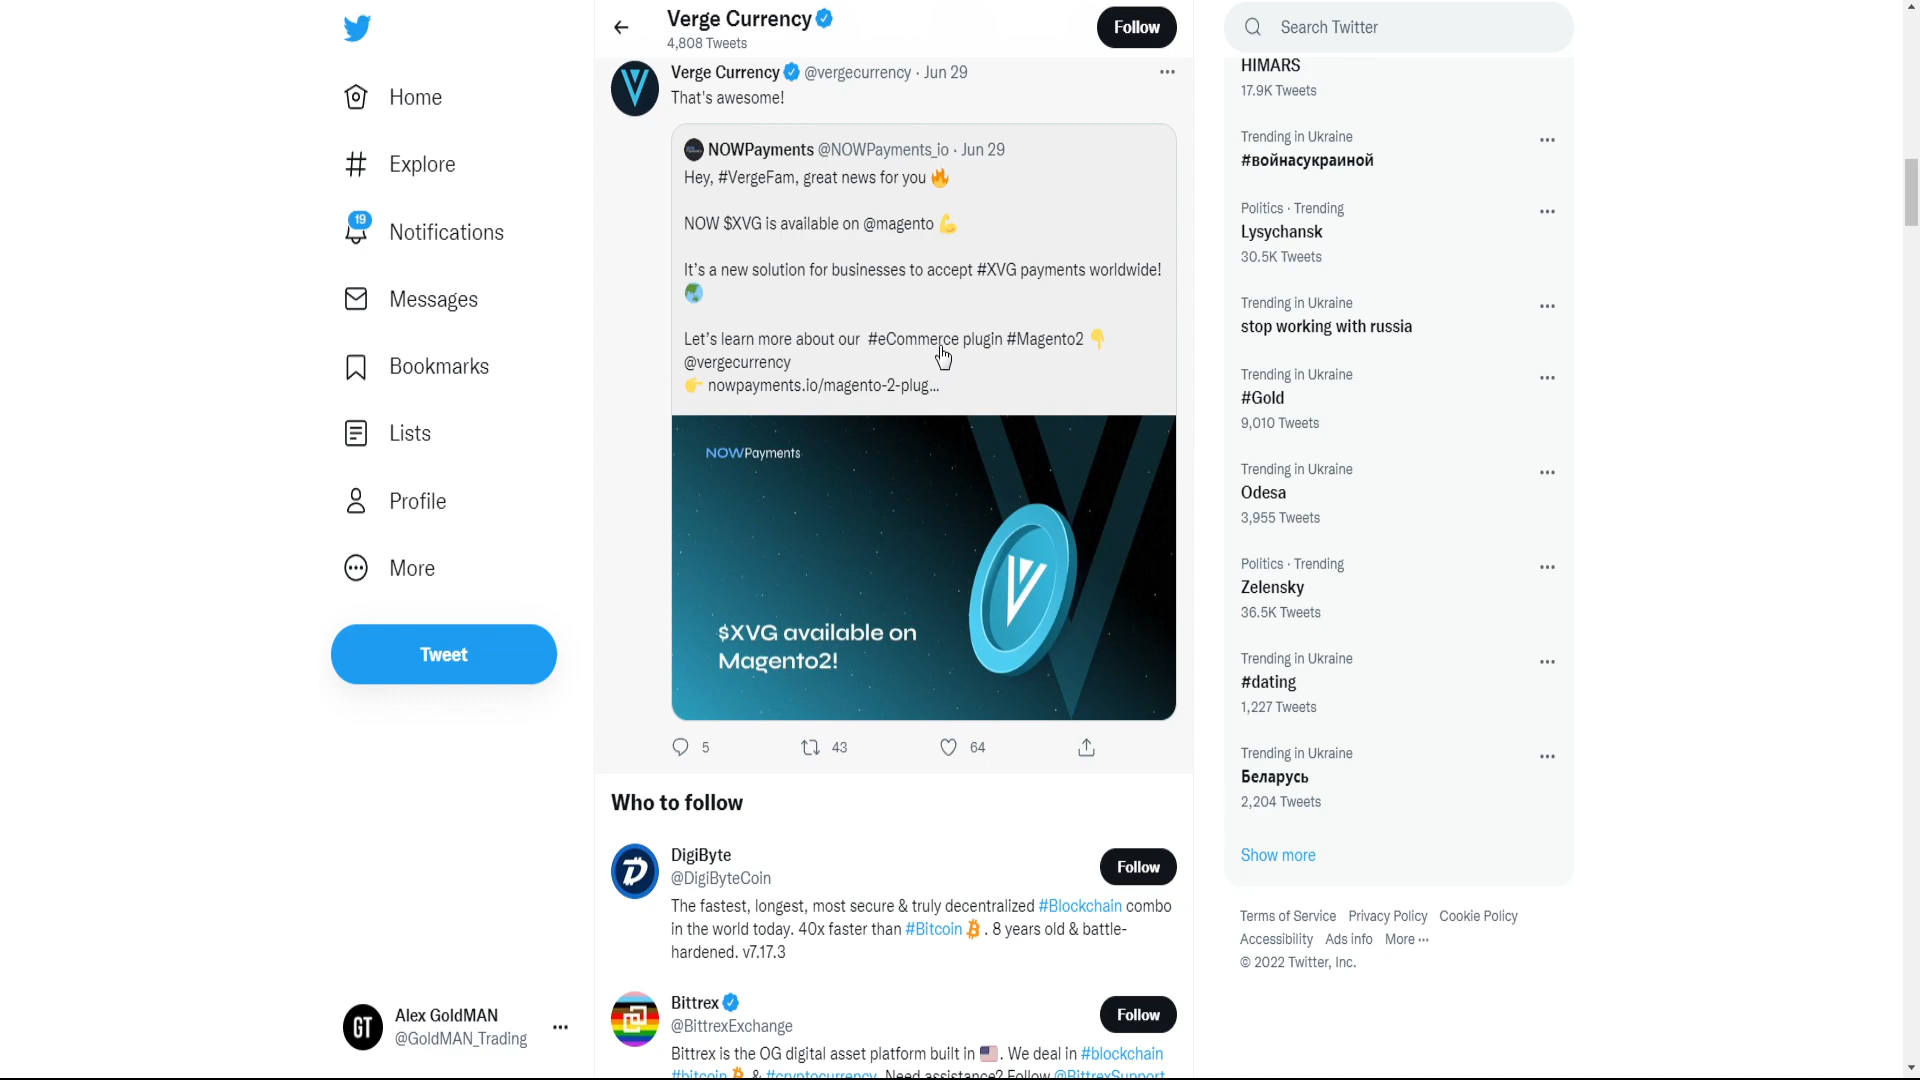 Home
Explore
19
Notifications
Messages
Bookmarks
Lists
Profile
More
Tweet
GT
Alex GoldMAN
@GoldMAN_Trading
Verge Currency
4,808 Tweets
Follow
Verge Currency @vergecurrency · Jun 29
That's awesome!
NOWPayments @NOWPayments_io · Jun 29
Hey, #VergeFam, great news for you 🔥
NOW $XVG is available on @magento 💪
It's a new solution for businesses to accept #XVG payments worldwide!
🌏
Let's learn more about our #eCommerce plugin #Magento2 👇
@vergecurrency
👉 nowpayments.io/magento-2-plug...
NOWPayments
$XVG available on
Magento2!
5
43
64
Who to follow
DigiByte
@DigiByteCoin
Follow
The fastest, longest, most secure & truly decentralized #Blockchain combo
in the world today. 40x faster than #Bitcoin . 8 years old & battle-
hardened. v7.17.3
Bittrex
@BittrexExchange
Follow
Bittrex is the OG digital asset platform built in 🇺🇸. We deal in #blockchain
#bitcoin & #cryptocurrency. Need assistance? Follow @BittrexSupport
Search Twitter
HIMARS
17.9K Tweets
Trending in Ukraine
#войнасукраиной
Politics · Trending
Lysychansk
30.5K Tweets
Trending in Ukraine
stop working with russia
Trending in Ukraine
#Gold
9,010 Tweets
Trending in Ukraine
Odesa
3,955 Tweets
Politics · Trending
Zelensky
36.5K Tweets
Trending in Ukraine
#dating
1,227 Tweets
Trending in Ukraine
Беларусь
2,204 Tweets
Show more
Terms of Service Privacy Policy Cookie Policy
Accessibility Ads info More ···
© 2022 Twitter, Inc.